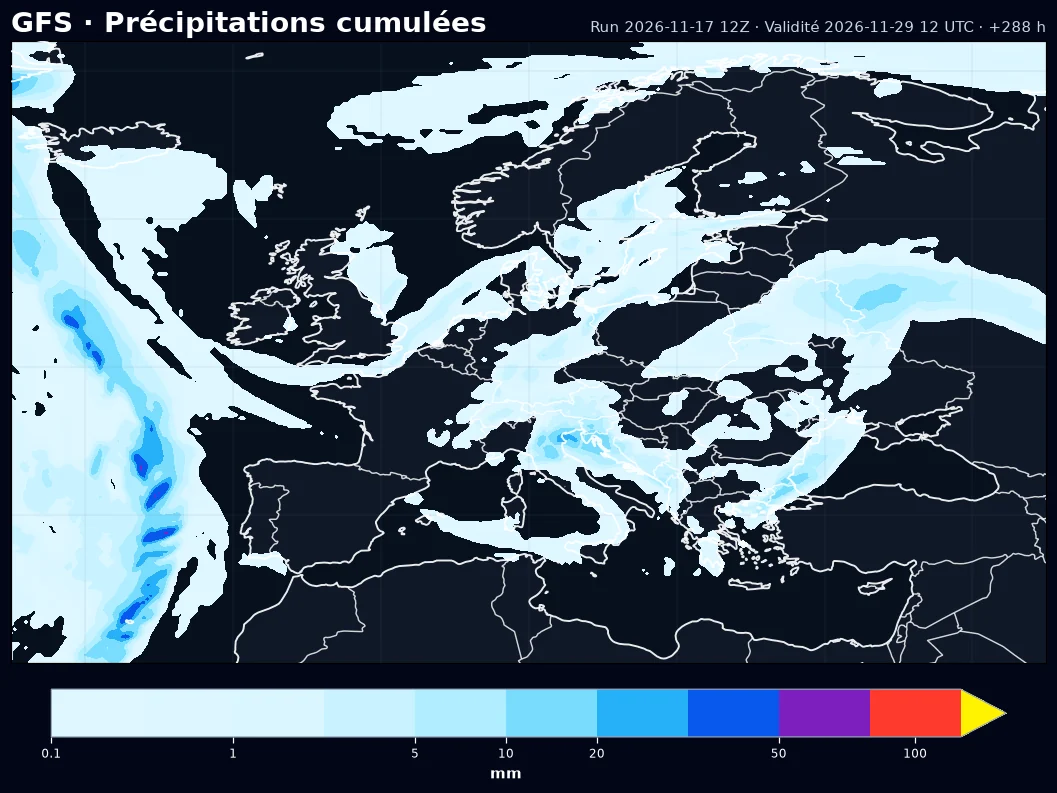 GFS · Précipitations cumulées
Run 2026-11-17 12Z · Validité 2026-11-29 12 UTC · +288 h
0.1 1 5 10 20 50 100
mm